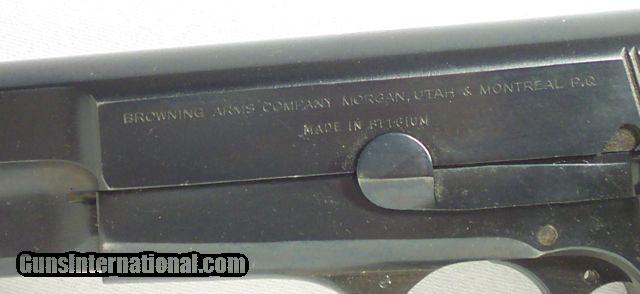 BROWNING ARMS COMPANY MORGAN, UTAH & MONTREAL P.Q.
MADE IN BELGIUM
GunsInternational.com